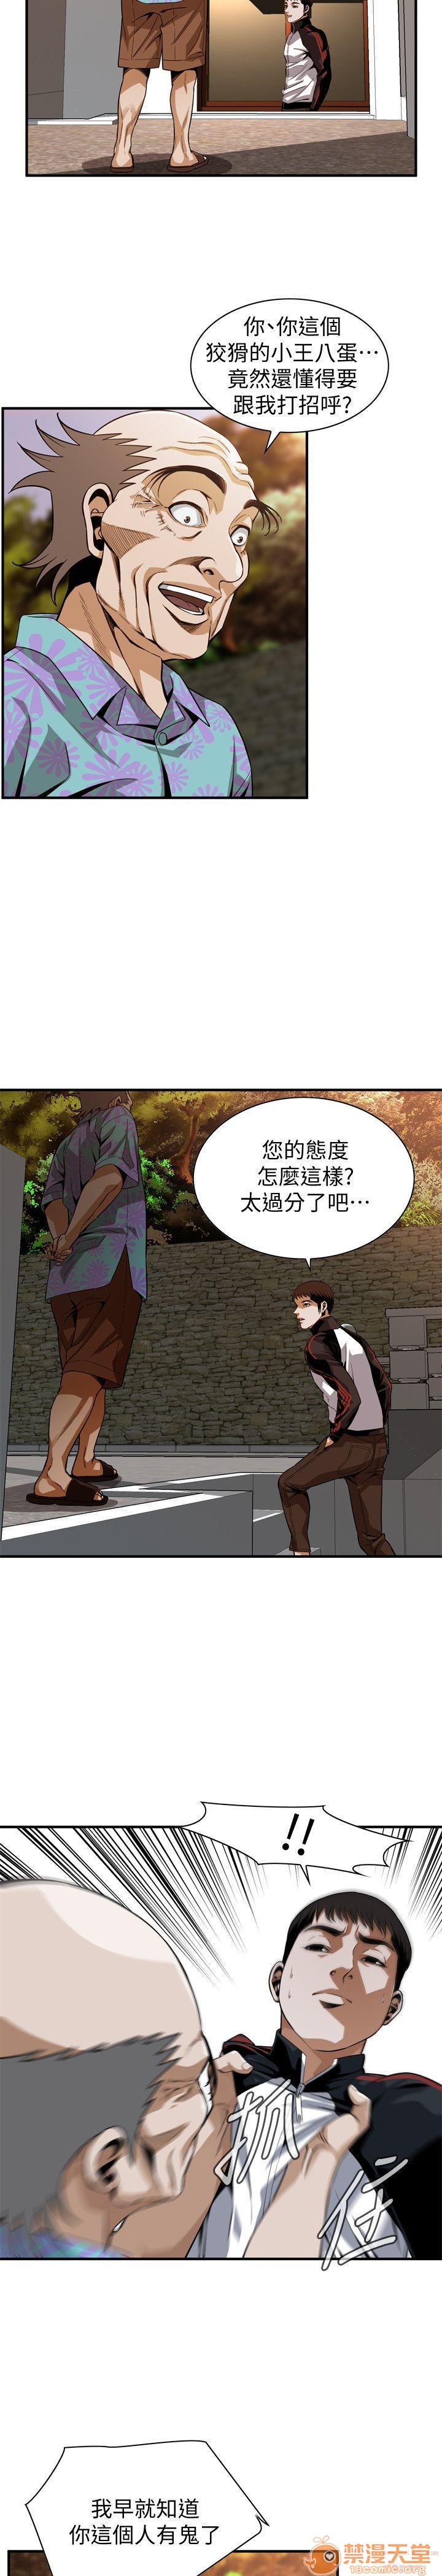 你、你這個
狡猾的小王八蛋…
竟然還懂得要
跟我打招呼?
您的態度
怎麼這樣?
太過分了吧…
!!
抓住
我早就知道
你這個人有鬼了
禁漫天堂